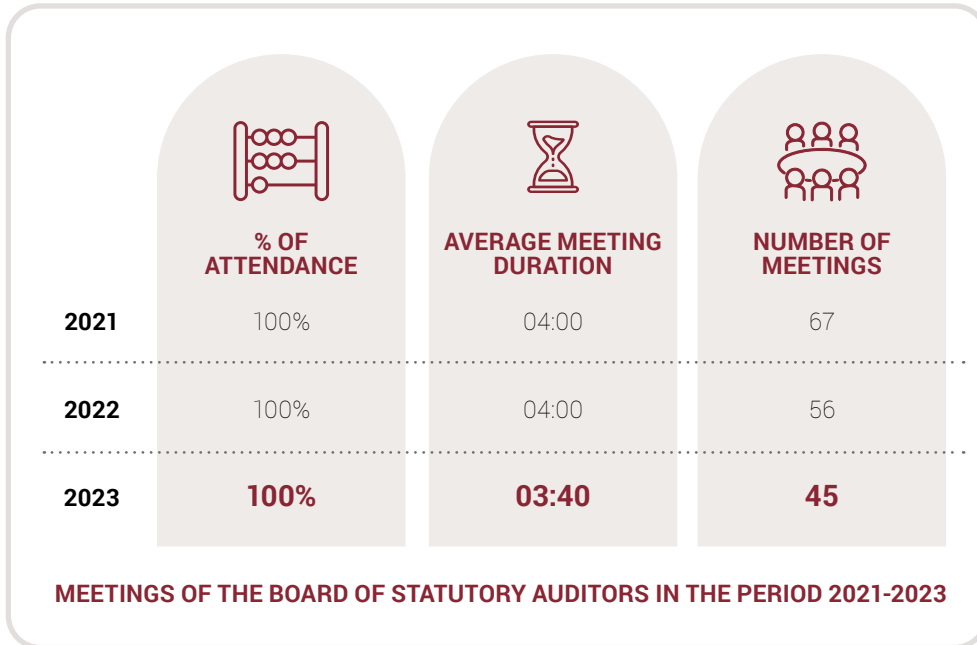 % OF
ATTENDANCE
AVERAGE MEETING
DURATION
NUMBER OF
MEETINGS
2021 100% 04:00 67
2022 100% 04:00 56
2023 100% 03:40 45
MEETINGS OF THE BOARD OF STATUTORY AUDITORS IN THE PERIOD 2021-2023